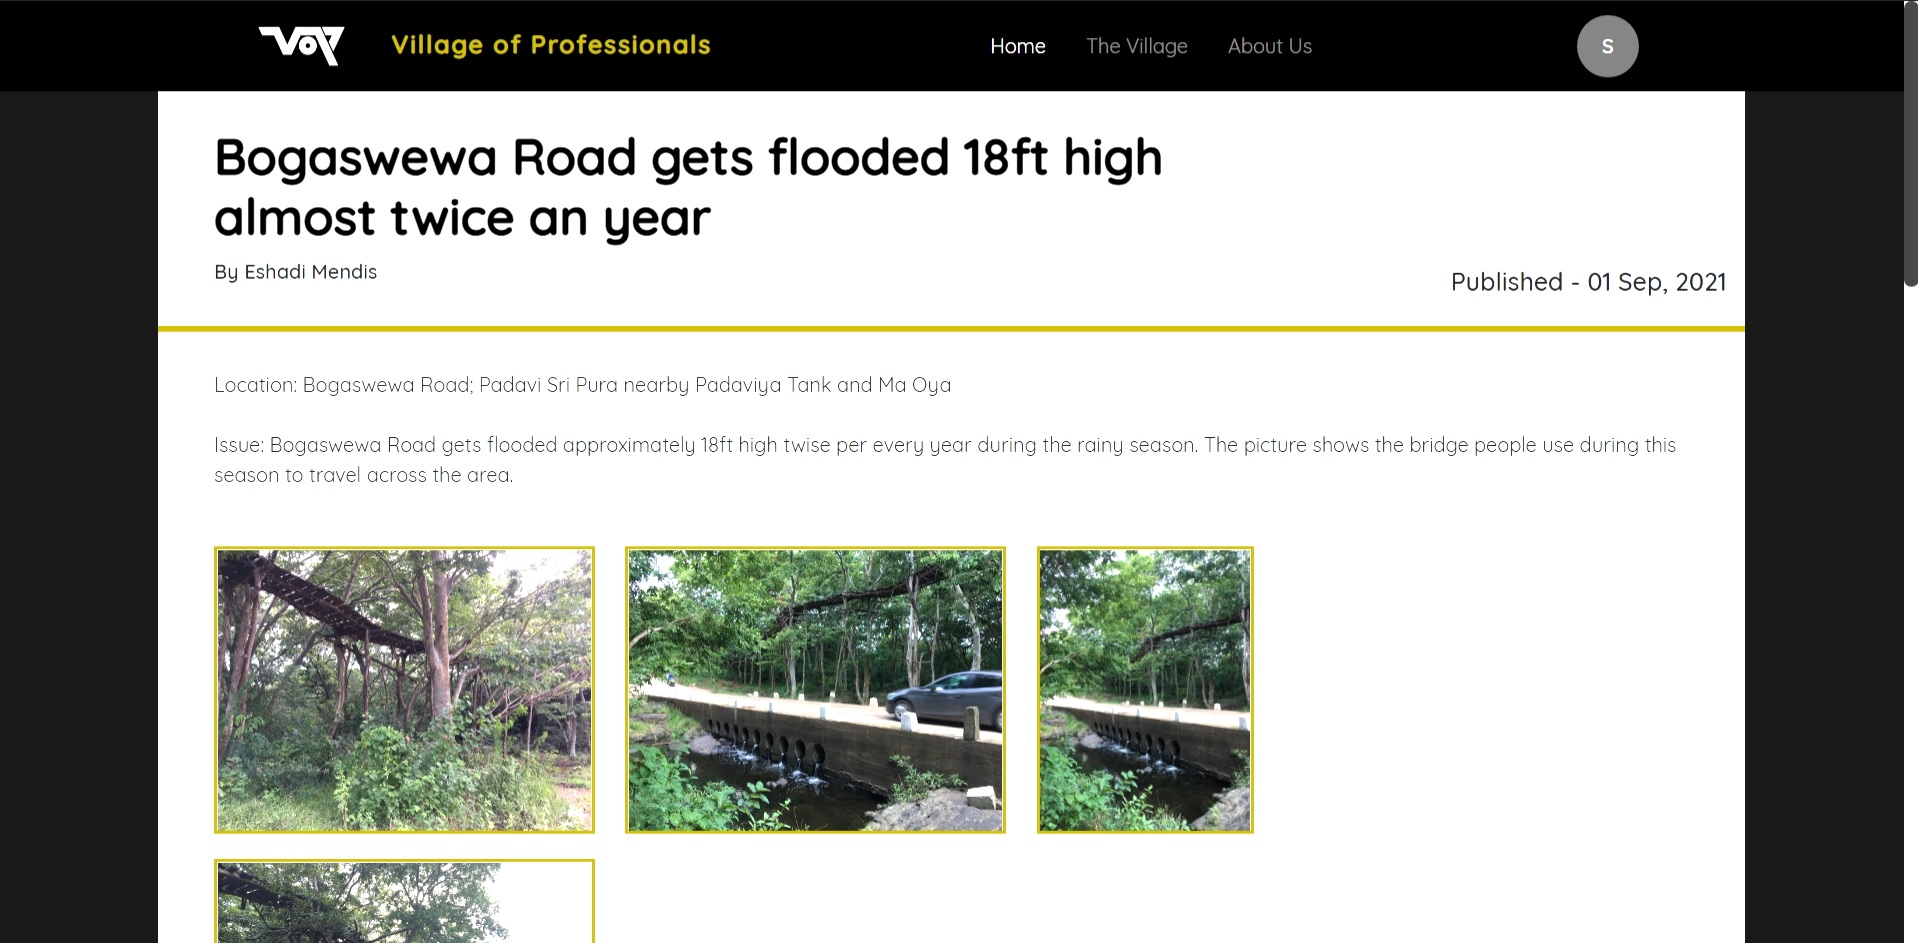 VOP
Village of Professionals
Home
The Village
About Us
S
Bogaswewa Road gets flooded 18ft high
almost twice an year
By Eshadi Mendis
Published - 01 Sep, 2021
Location: Bogaswewa Road; Padavi Sri Pura nearby Padaviya Tank and Ma Oya
Issue: Bogaswewa Road gets flooded approximately 18ft high twise per every year during the rainy season. The picture shows the bridge people use during this
season to travel across the area.